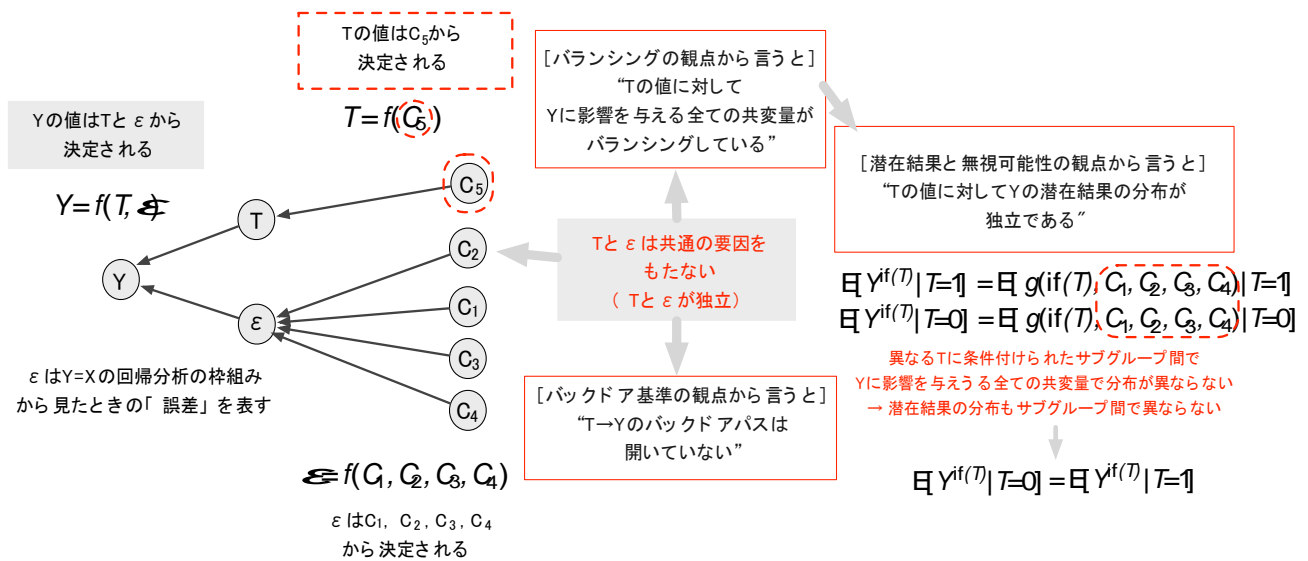 Tの値はC₅から
決定される
T=f(C₅)
Yの値はTとεから
決定される
Y=f(T, ε)
C₅
T
C₂
Y
C₁
ε
C₃
C₄
εはY=Xの回帰分析の枠組み
から見たときの「誤差」を表す
ε=f(C₁, C₂, C₃, C₄)
εはC₁, C₂, C₃, C₄
から決定される
[バランシングの観点から言うと]
“Tの値に対して
Yに影響を与える全ての共変量が
バランシングしている”
Tとεは共通の要因を
もたない
( Tとεが独立)
[バックドア基準の観点から言うと]
“T→Yのバックドアパスは
開いていない”
[潜在結果と無視可能性の観点から言うと]
“Tの値に対してYの潜在結果の分布が
独立である”
E[Y^if(T)|T=1] = E[g(if(T), C₁, C₂, C₃, C₄)|T=1]
E[Y^if(T)|T=0] = E[g(if(T), C₁, C₂, C₃, C₄)|T=0]
異なるTに条件付けられたサブグループ間で
Yに影響を与えうる全ての共変量で分布が異ならない
→ 潜在結果の分布もサブグループ間で異ならない
E[Y^if(T)|T=0] = E[Y^if(T)|T=1]